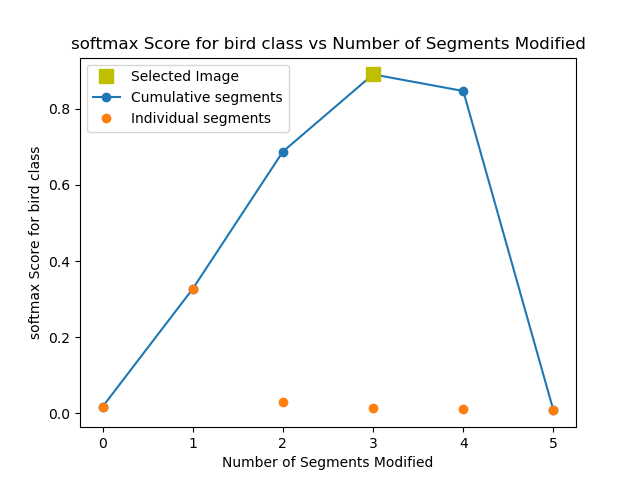 softmax Score for bird class vs Number of Segments Modified
Selected Image
Cumulative segments
Individual segments
softmax Score for bird class
0.8
0.6
0.4
0.2
0.0
0 1 2 3 4 5
Number of Segments Modified